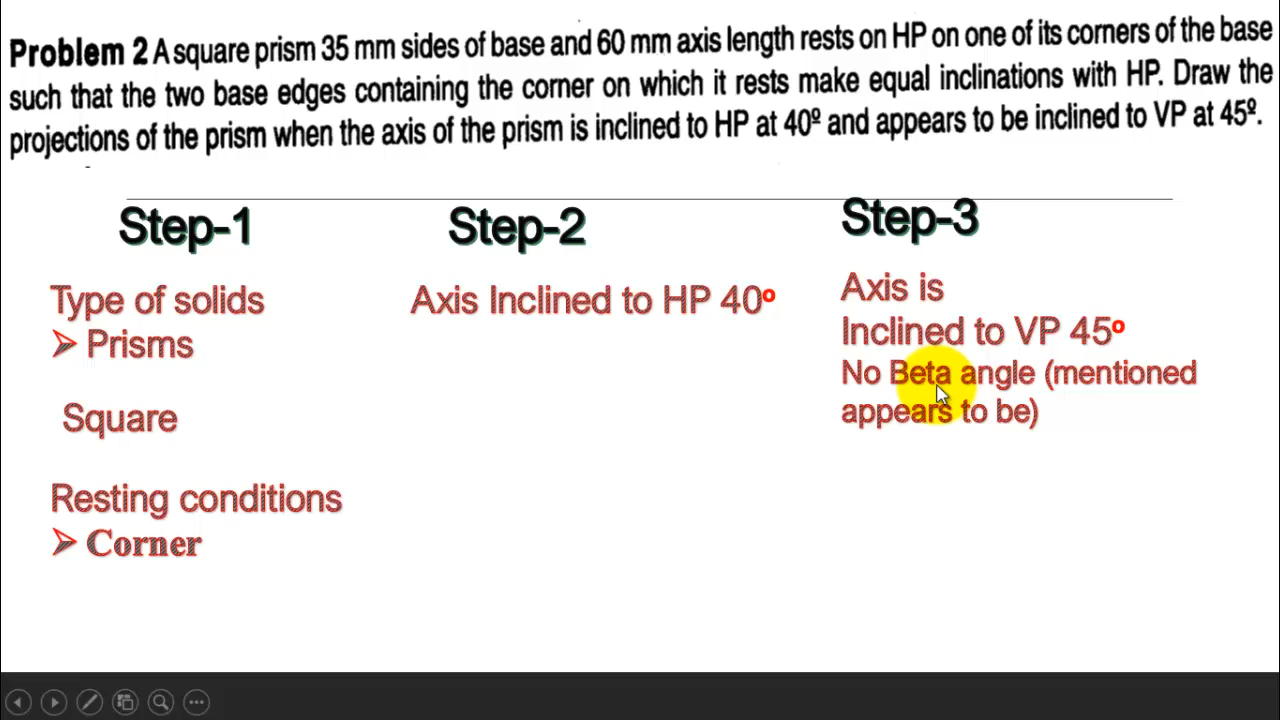 Problem 2 A square prism 35 mm sides of base and 60 mm axis length rests on HP on one of its corners of the base
such that the two base edges containing the corner on which it rests make equal inclinations with HP. Draw the
projections of the prism when the axis of the prism is inclined to HP at 40º and appears to be inclined to VP at 45º.
Step-1
Type of solids
➢ Prisms
Square
Resting conditions
➢ Corner
Step-2
Axis Inclined to HP 40º
Step-3
Axis is
Inclined to VP 45º
No Beta angle (mentioned
appears to be)